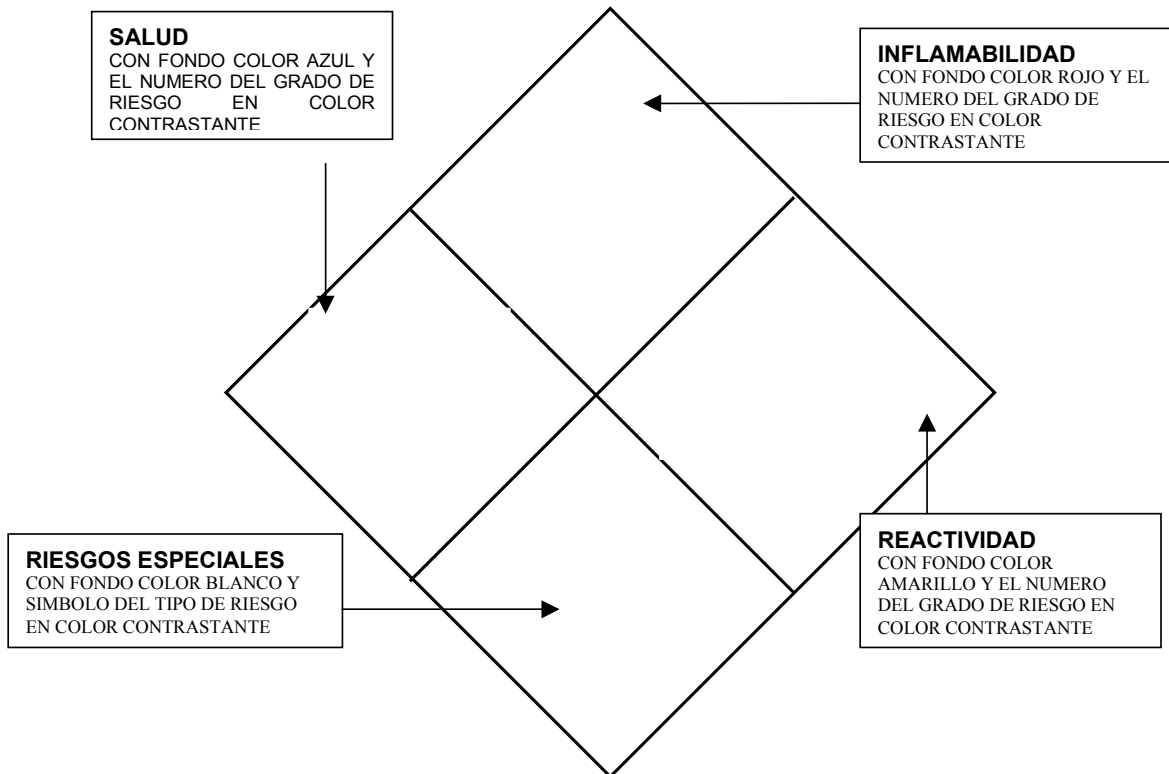 SALUD
CON FONDO COLOR AZUL Y
EL NUMERO DEL GRADO DE
RIESGO EN COLOR
CONTRASTANTE
INFLAMABILIDAD
CON FONDO COLOR ROJO Y EL
NUMERO DEL GRADO DE
RIESGO EN COLOR
CONTRASTANTE
RIESGOS ESPECIALES
CON FONDO COLOR BLANCO Y
SIMBOLO DEL TIPO DE RIESGO
EN COLOR CONTRASTANTE
REACTIVIDAD
CON FONDO COLOR
AMARILLO Y EL NUMERO
DEL GRADO DE RIESGO EN
COLOR CONTRASTANTE